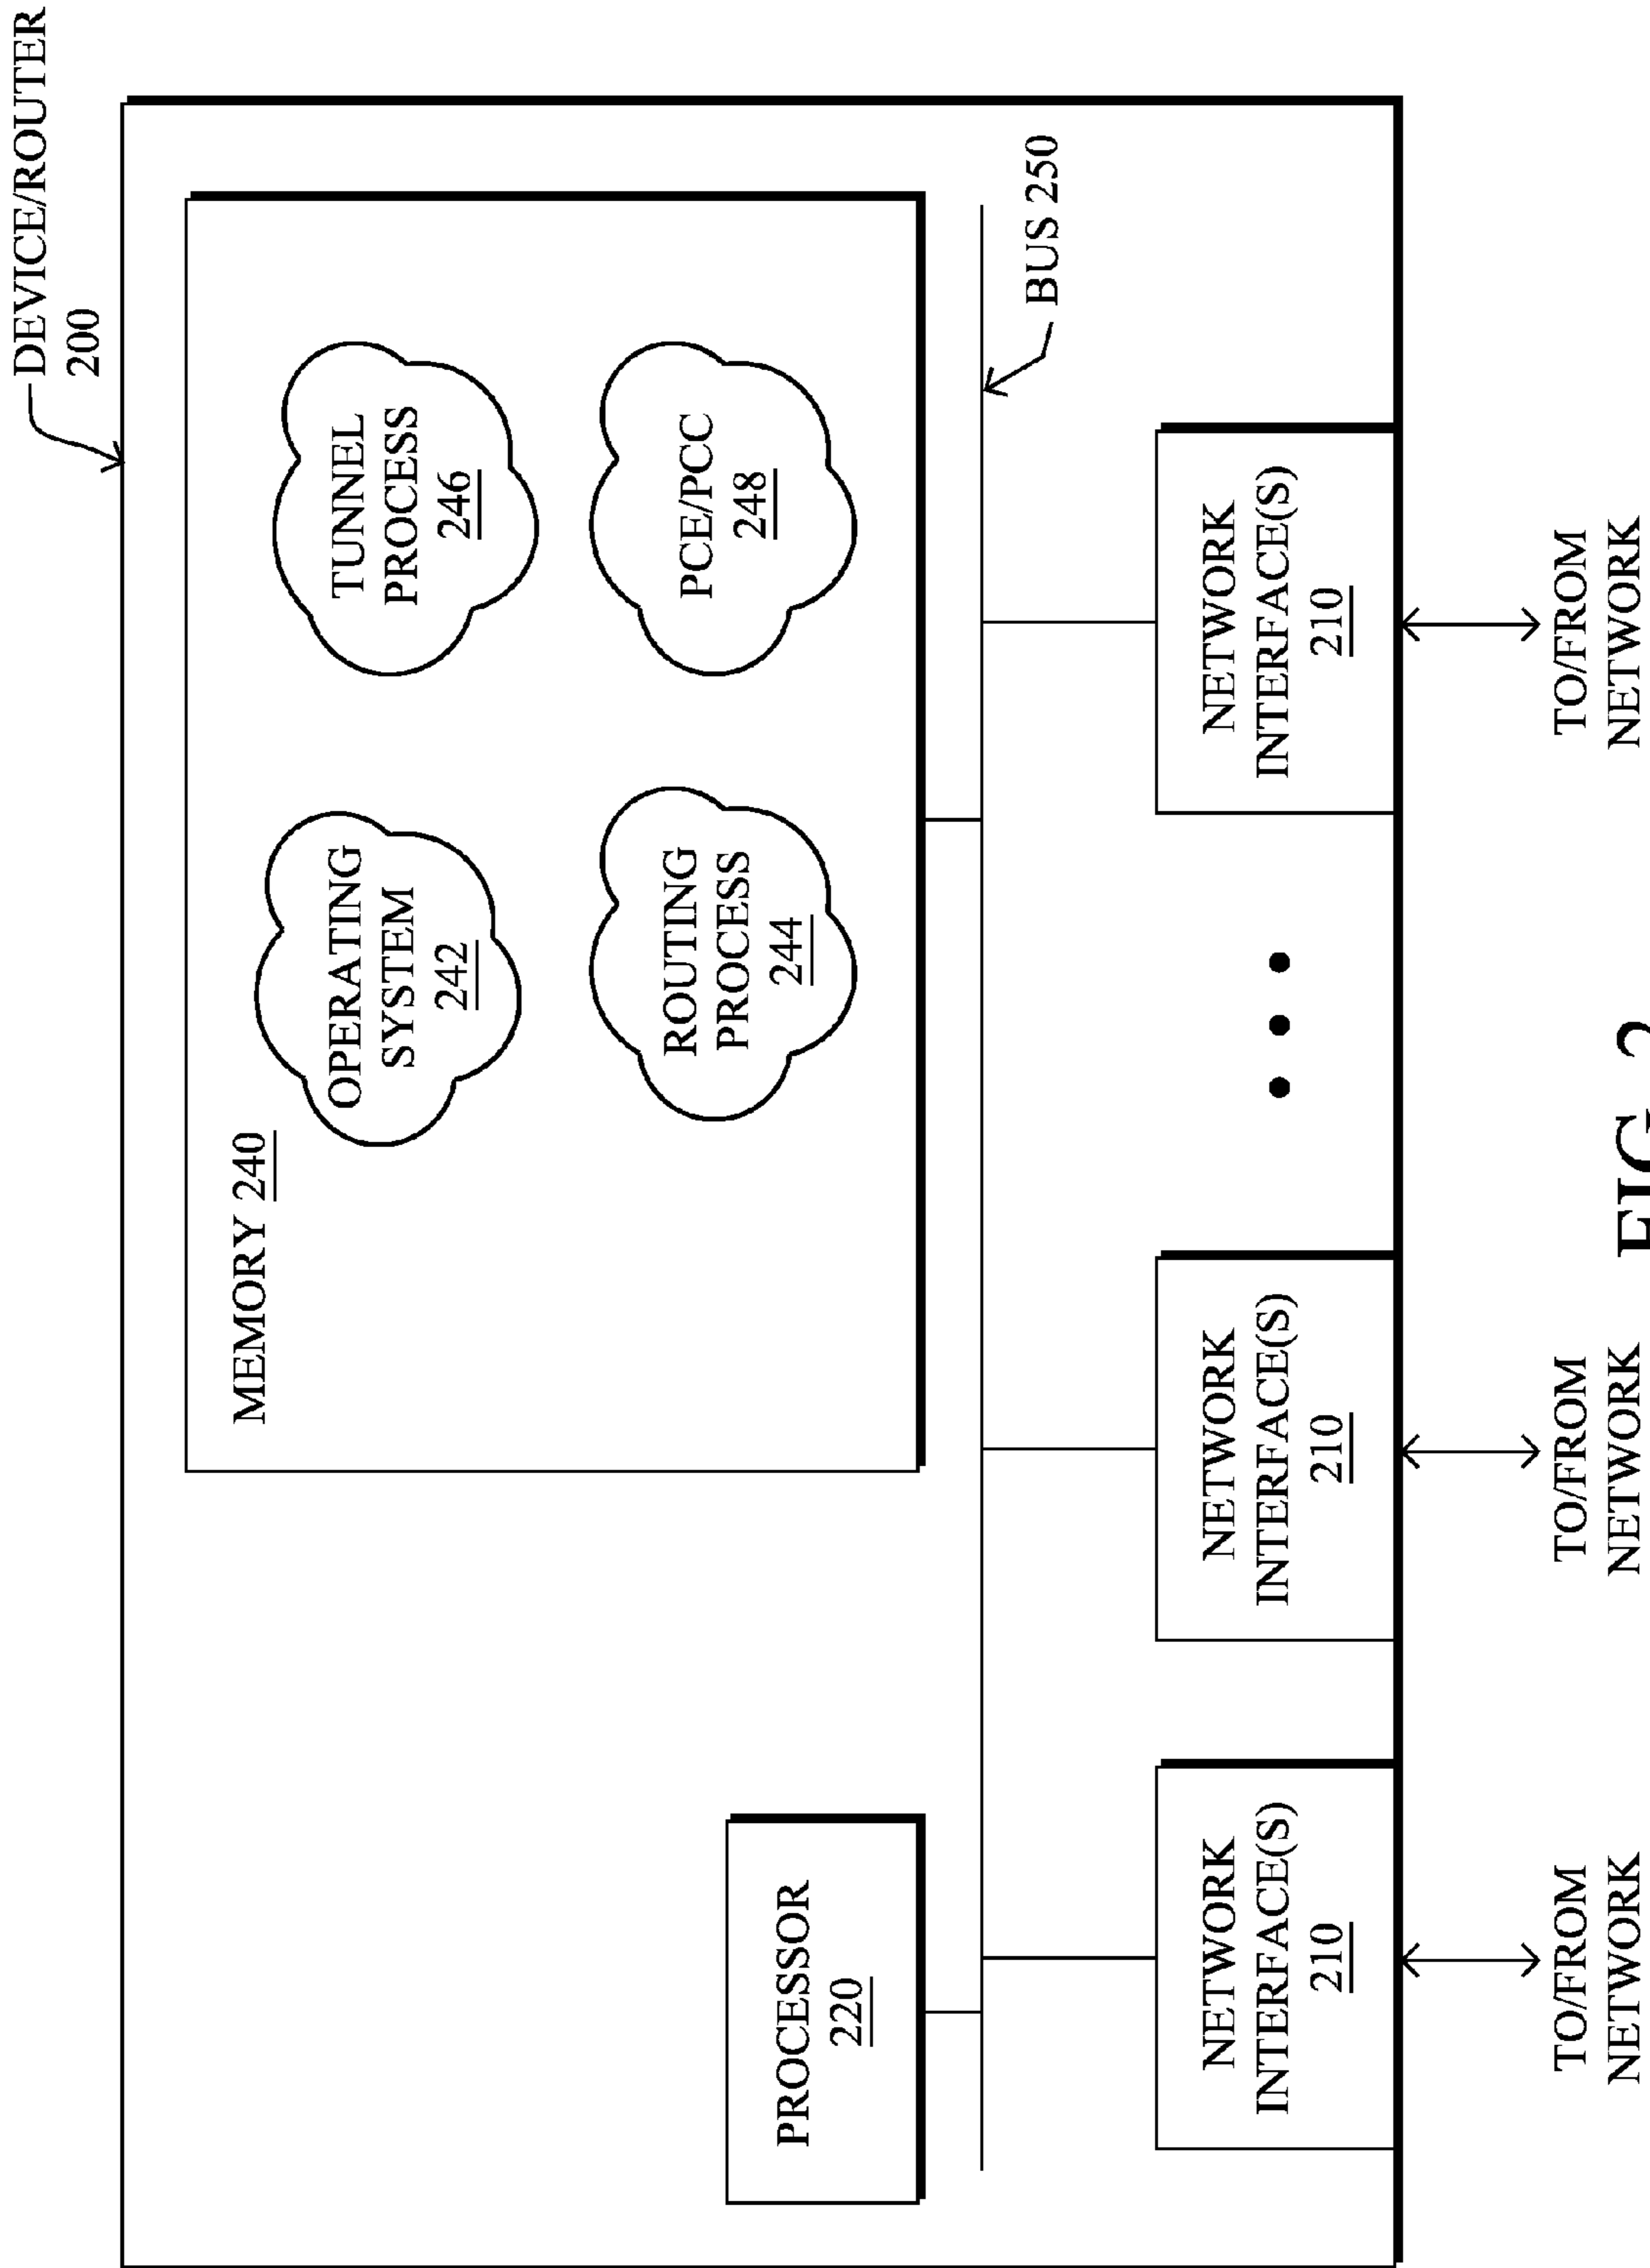 DEVICE/ROUTER
200
MEMORY 240
OPERATING
SYSTEM
242
TUNNEL
PROCESS
246
ROUTING
PROCESS
244
PCE/PCC
248
PROCESSOR
220
BUS 250
NETWORK
INTERFACE(S)
210
NETWORK
INTERFACE(S)
210
NETWORK
INTERFACE(S)
210
TO/FROM
NETWORK
TO/FROM
NETWORK
TO/FROM
NETWORK
FIG. 2